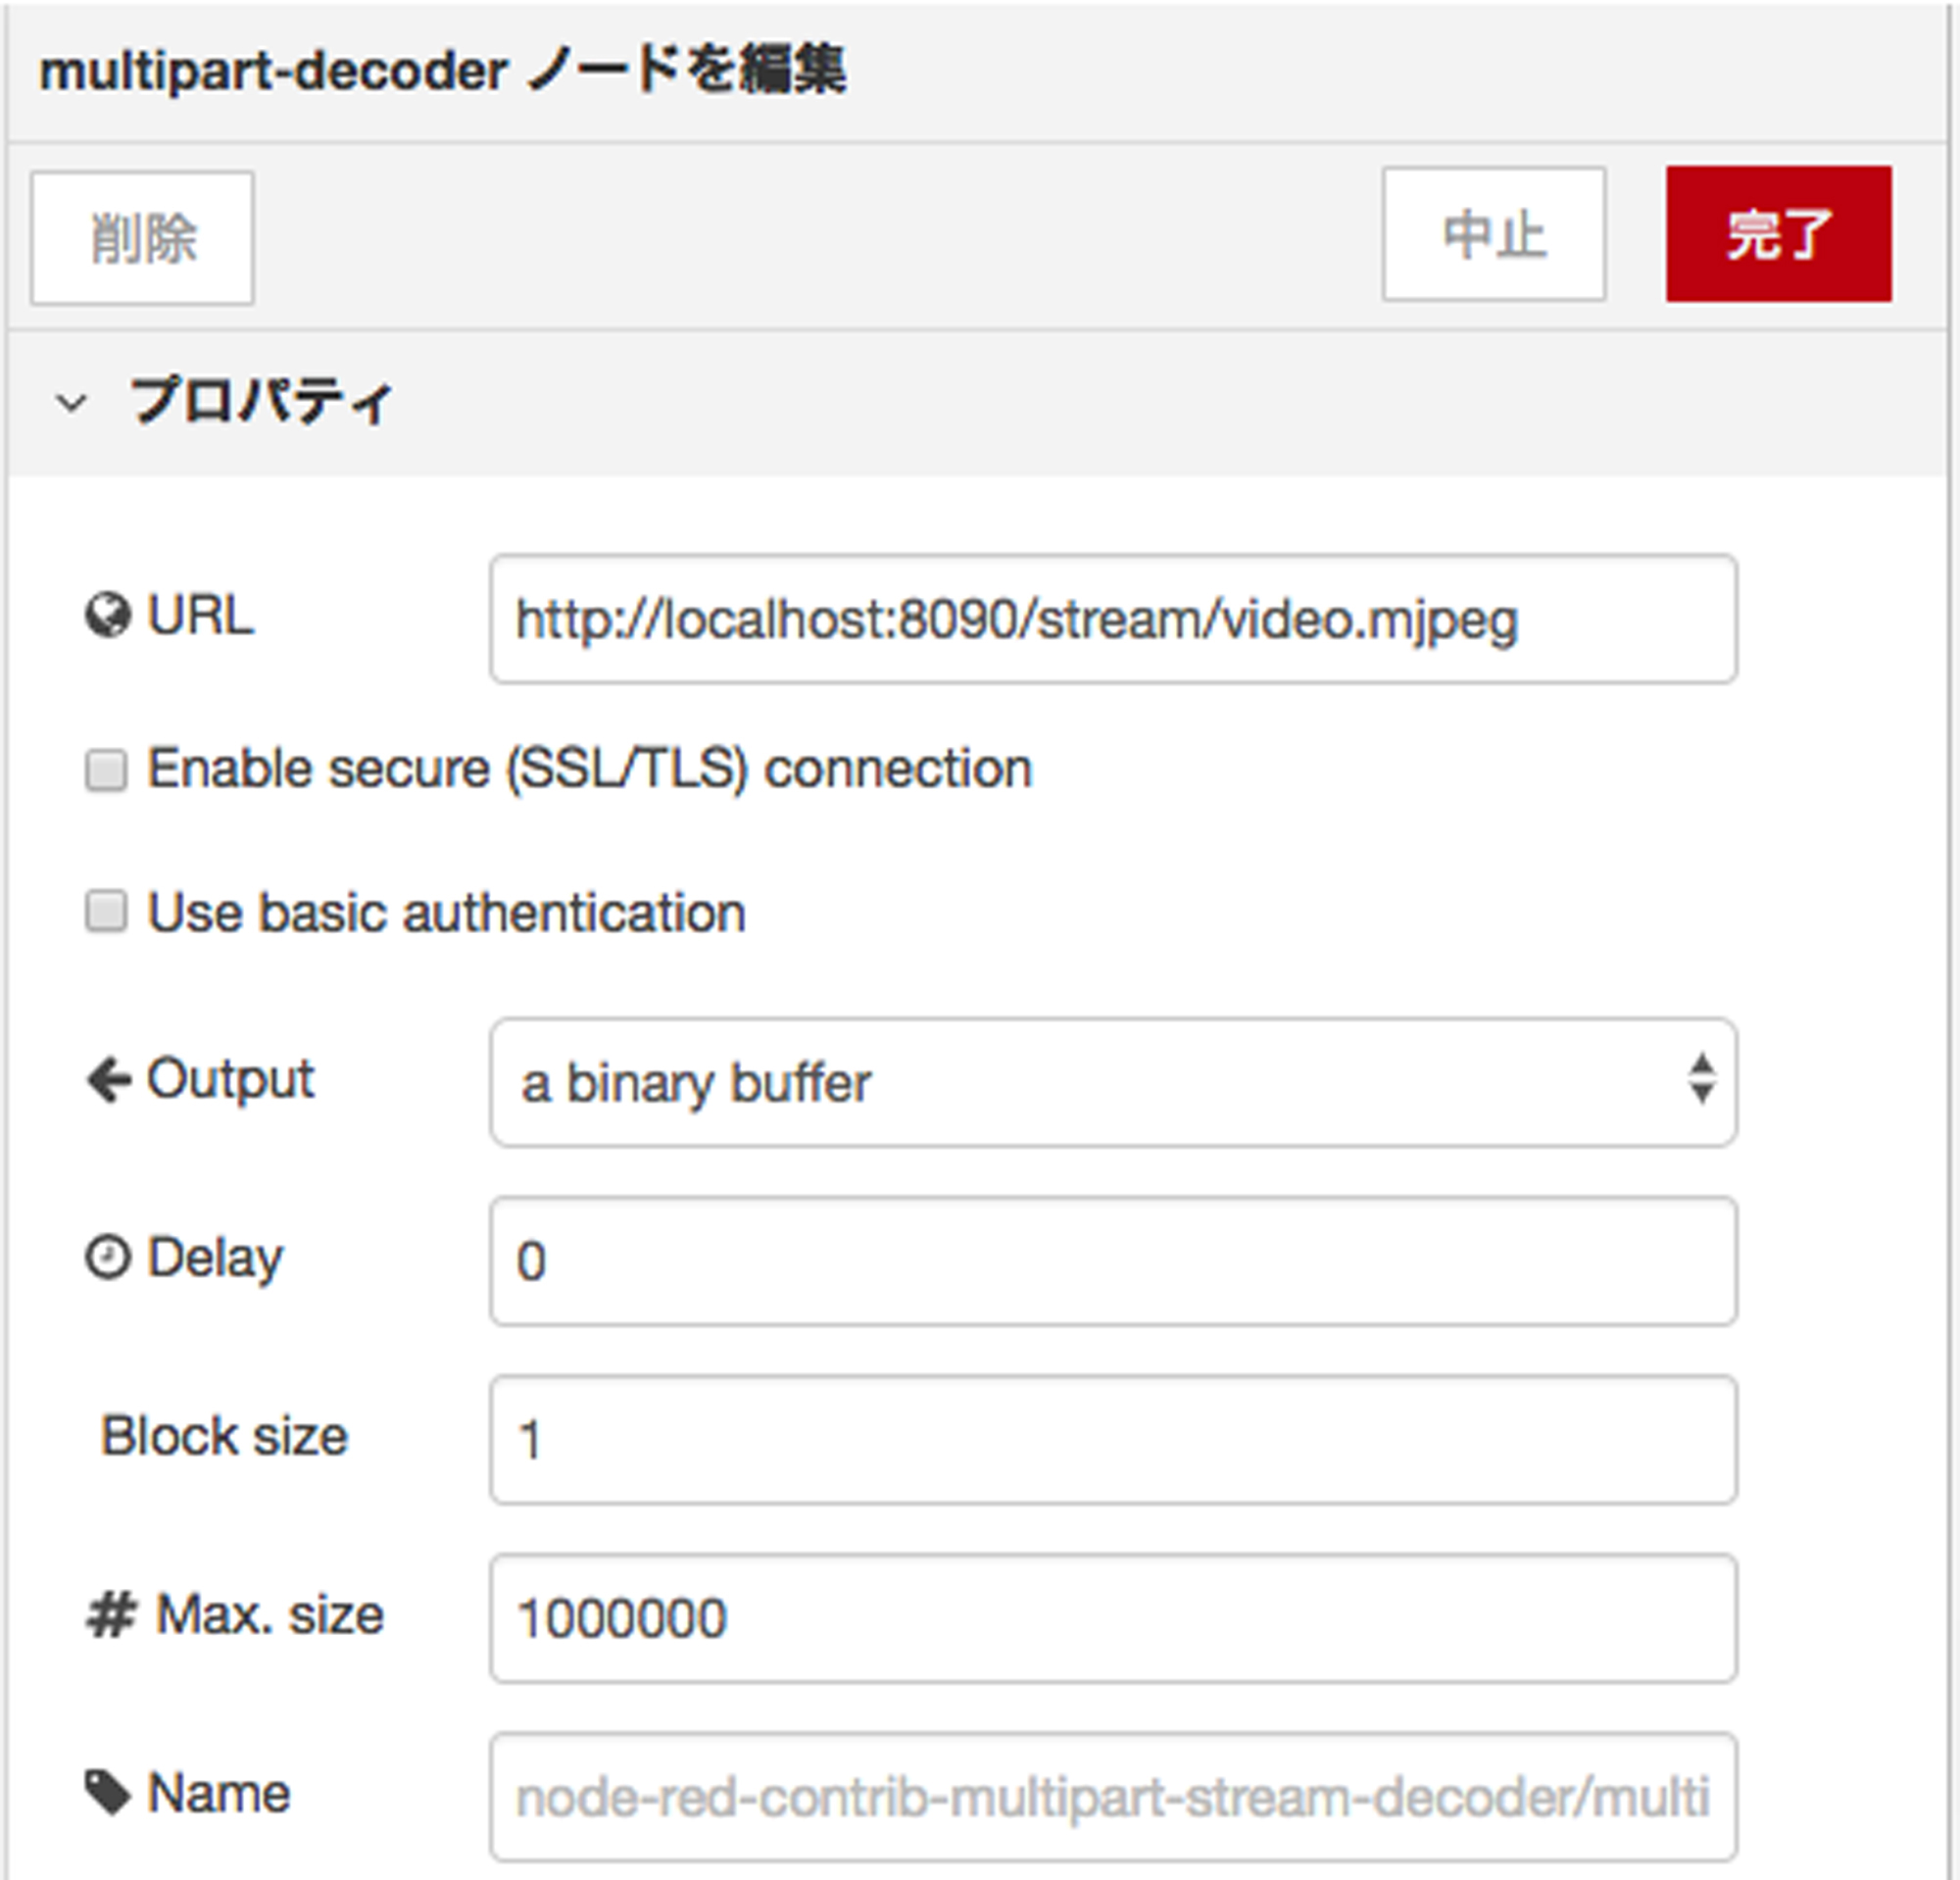 multipart-decoder ノードを編集
削除 中止 完了
プロパティ
URL http://localhost:8090/stream/video.mjpeg
Enable secure (SSL/TLS) connection
Use basic authentication
Output a binary buffer
Delay 0
Block size 1
Max. size 1000000
Name node-red-contrib-multipart-stream-decoder/multi